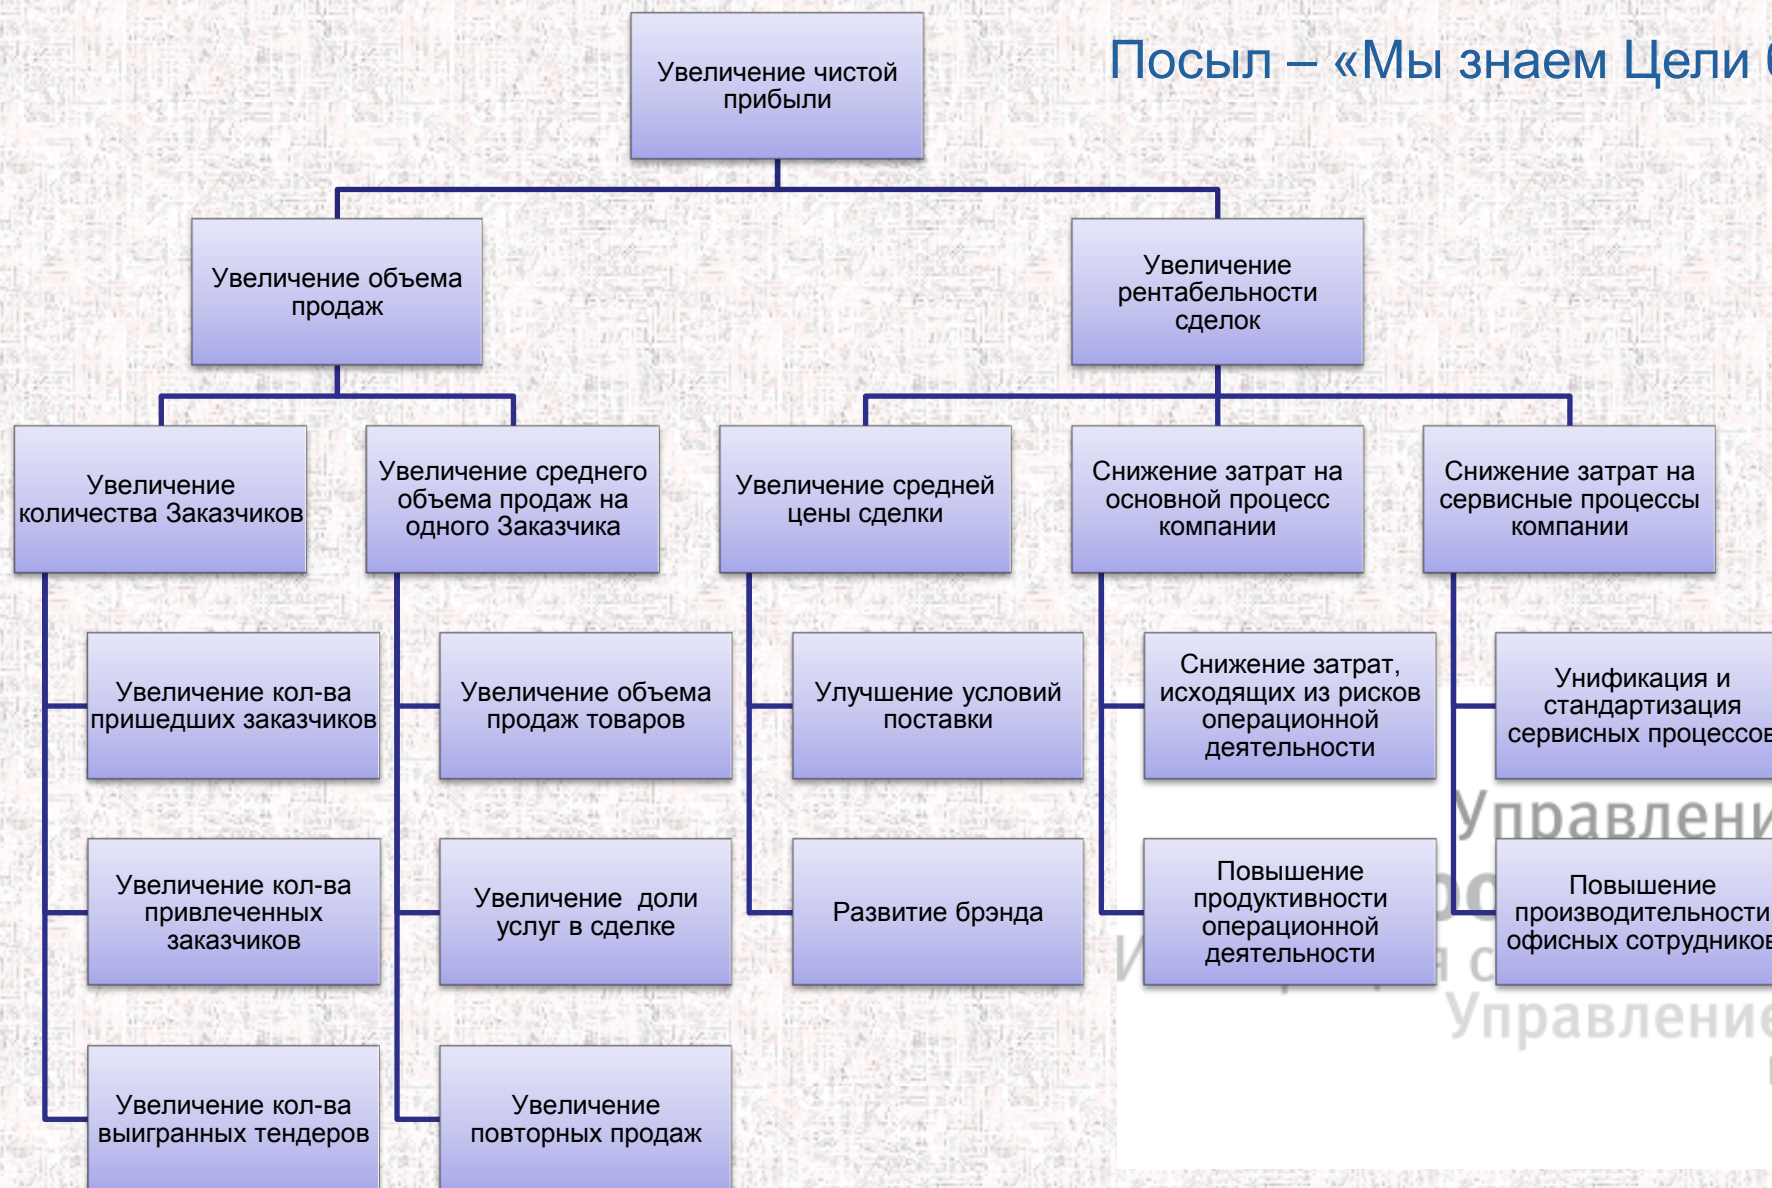 Посыл – «Мы знаем Цели
Увеличение чистой
прибыли
Увеличение объема
продаж
Увеличение
рентабельности
сделок
Увеличение
количества Заказчиков
Увеличение среднего
объема продаж на
одного Заказчика
Увеличение средней
цены сделки
Снижение затрат на
основной процесс
компании
Снижение затрат на
сервисные процессы
компании
Увеличение кол-ва
пришедших заказчиков
Увеличение объема
продаж товаров
Улучшение условий
поставки
Снижение затрат,
исходящих из рисков
операционной
деятельности
Унификация и
стандартизация
сервисных процессов
Увеличение кол-ва
привлеченных
заказчиков
Увеличение доли
услуг в сделке
Развитие брэнда
Повышение
продуктивности
операционной
деятельности
Повышение
производительности
офисных сотрудников
Увеличение кол-ва
выигранных тендеров
Увеличение
повторных продаж
Управление